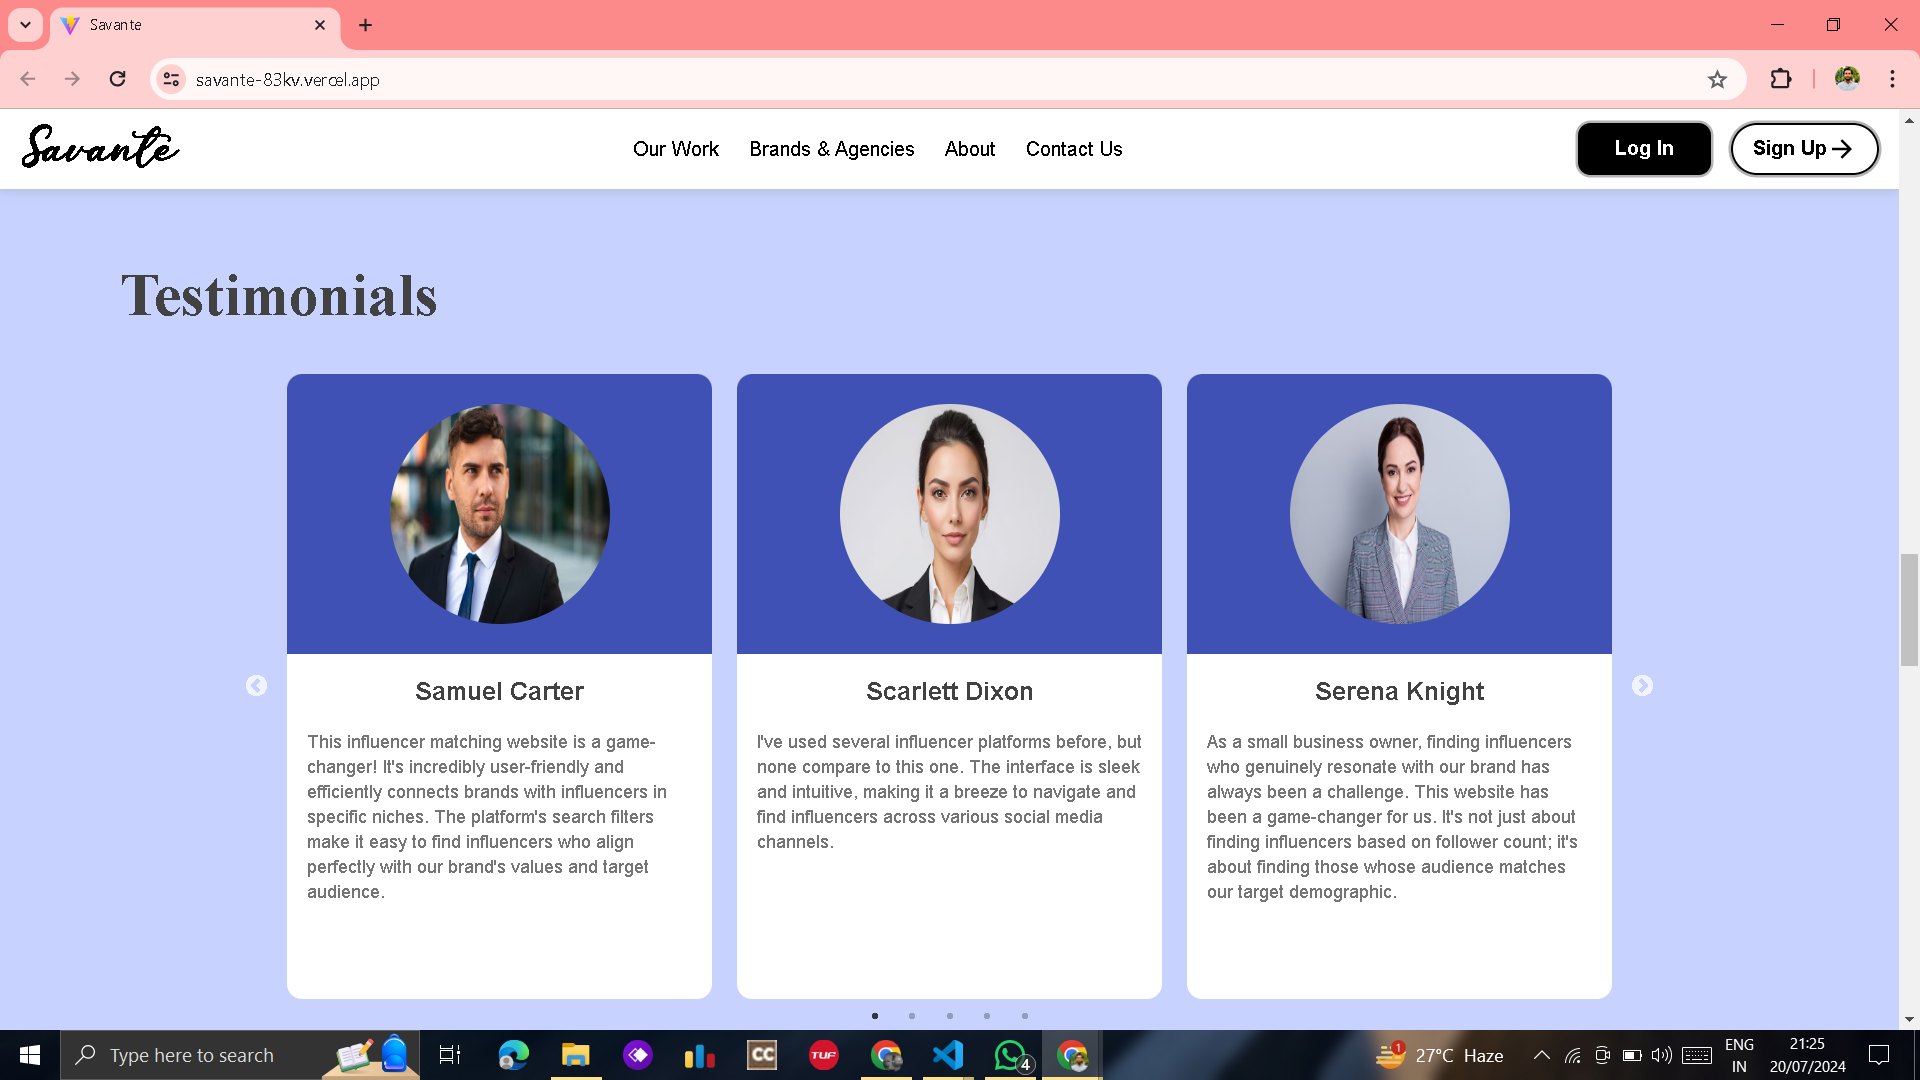 Savante
savante-83kv.vercel.app
Savante
Our Work
Brands & Agencies
About
Contact Us
Log In
Sign Up
Testimonials
Samuel Carter
This influencer matching website is a game-
changer! It's incredibly user-friendly and
efficiently connects brands with influencers in
specific niches. The platform's search filters
make it easy to find influencers who align
perfectly with our brand's values and target
audience.
Scarlett Dixon
I've used several influencer platforms before, but
none compare to this one. The interface is sleek
and intuitive, making it a breeze to navigate and
find influencers across various social media
channels.
Serena Knight
As a small business owner, finding influencers
who genuinely resonate with our brand has
always been a challenge. This website has
been a game-changer for us. It's not just about
finding influencers based on follower count; it's
about finding those whose audience matches
our target demographic.
Type here to search
CC
TUF
4
1
27°C Haze
ENG
IN
21:25
20/07/2024